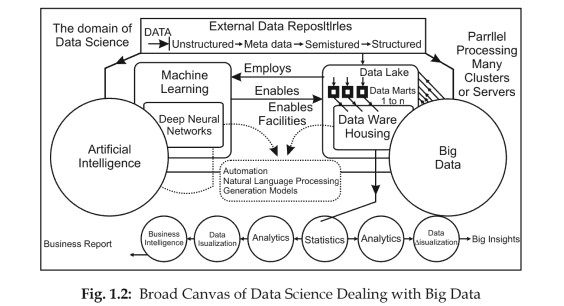 The domain of
Data Science
External Data RepositIries
DATA
Unstructured Meta data Semistured Structured
Parrllel
Processing
Many
Clusters
or Servers
Machine
Learning
Employs
Data Lake
Enables
Data Marts
1 to n
Enables
Facilities
Deep Neural
Networks
Data Ware
Housing
Artificial
Intelligence
Big
Data
Automation
Natural Language Processing
Generation Models
Business Report
Business
Intelligence
Data
Isualization
Analytics
Statistics
Analytics
Data
∆isualization
Big Insights
Fig. 1.2: Broad Canvas of Data Science Dealing with Big Data